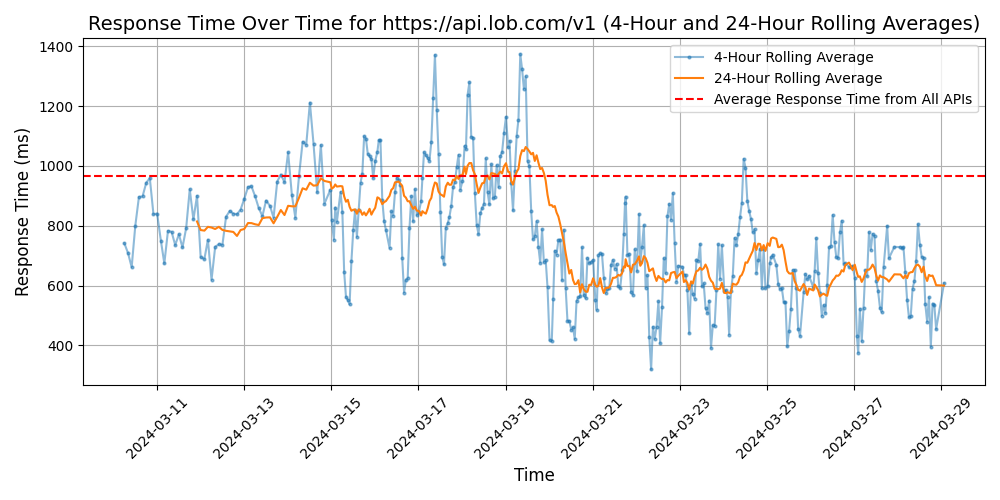 Response Time Over Time for https://api.lob.com/v1 (4-Hour and 24-Hour Rolling Averages)
4-Hour Rolling Average
24-Hour Rolling Average
Average Response Time from All APIs
Response Time (ms)
1400
1200
1000
800
600
400
2024-03-11
2024-03-13
2024-03-15
2024-03-17
2024-03-19
2024-03-21
2024-03-23
2024-03-25
2024-03-27
2024-03-29
Time